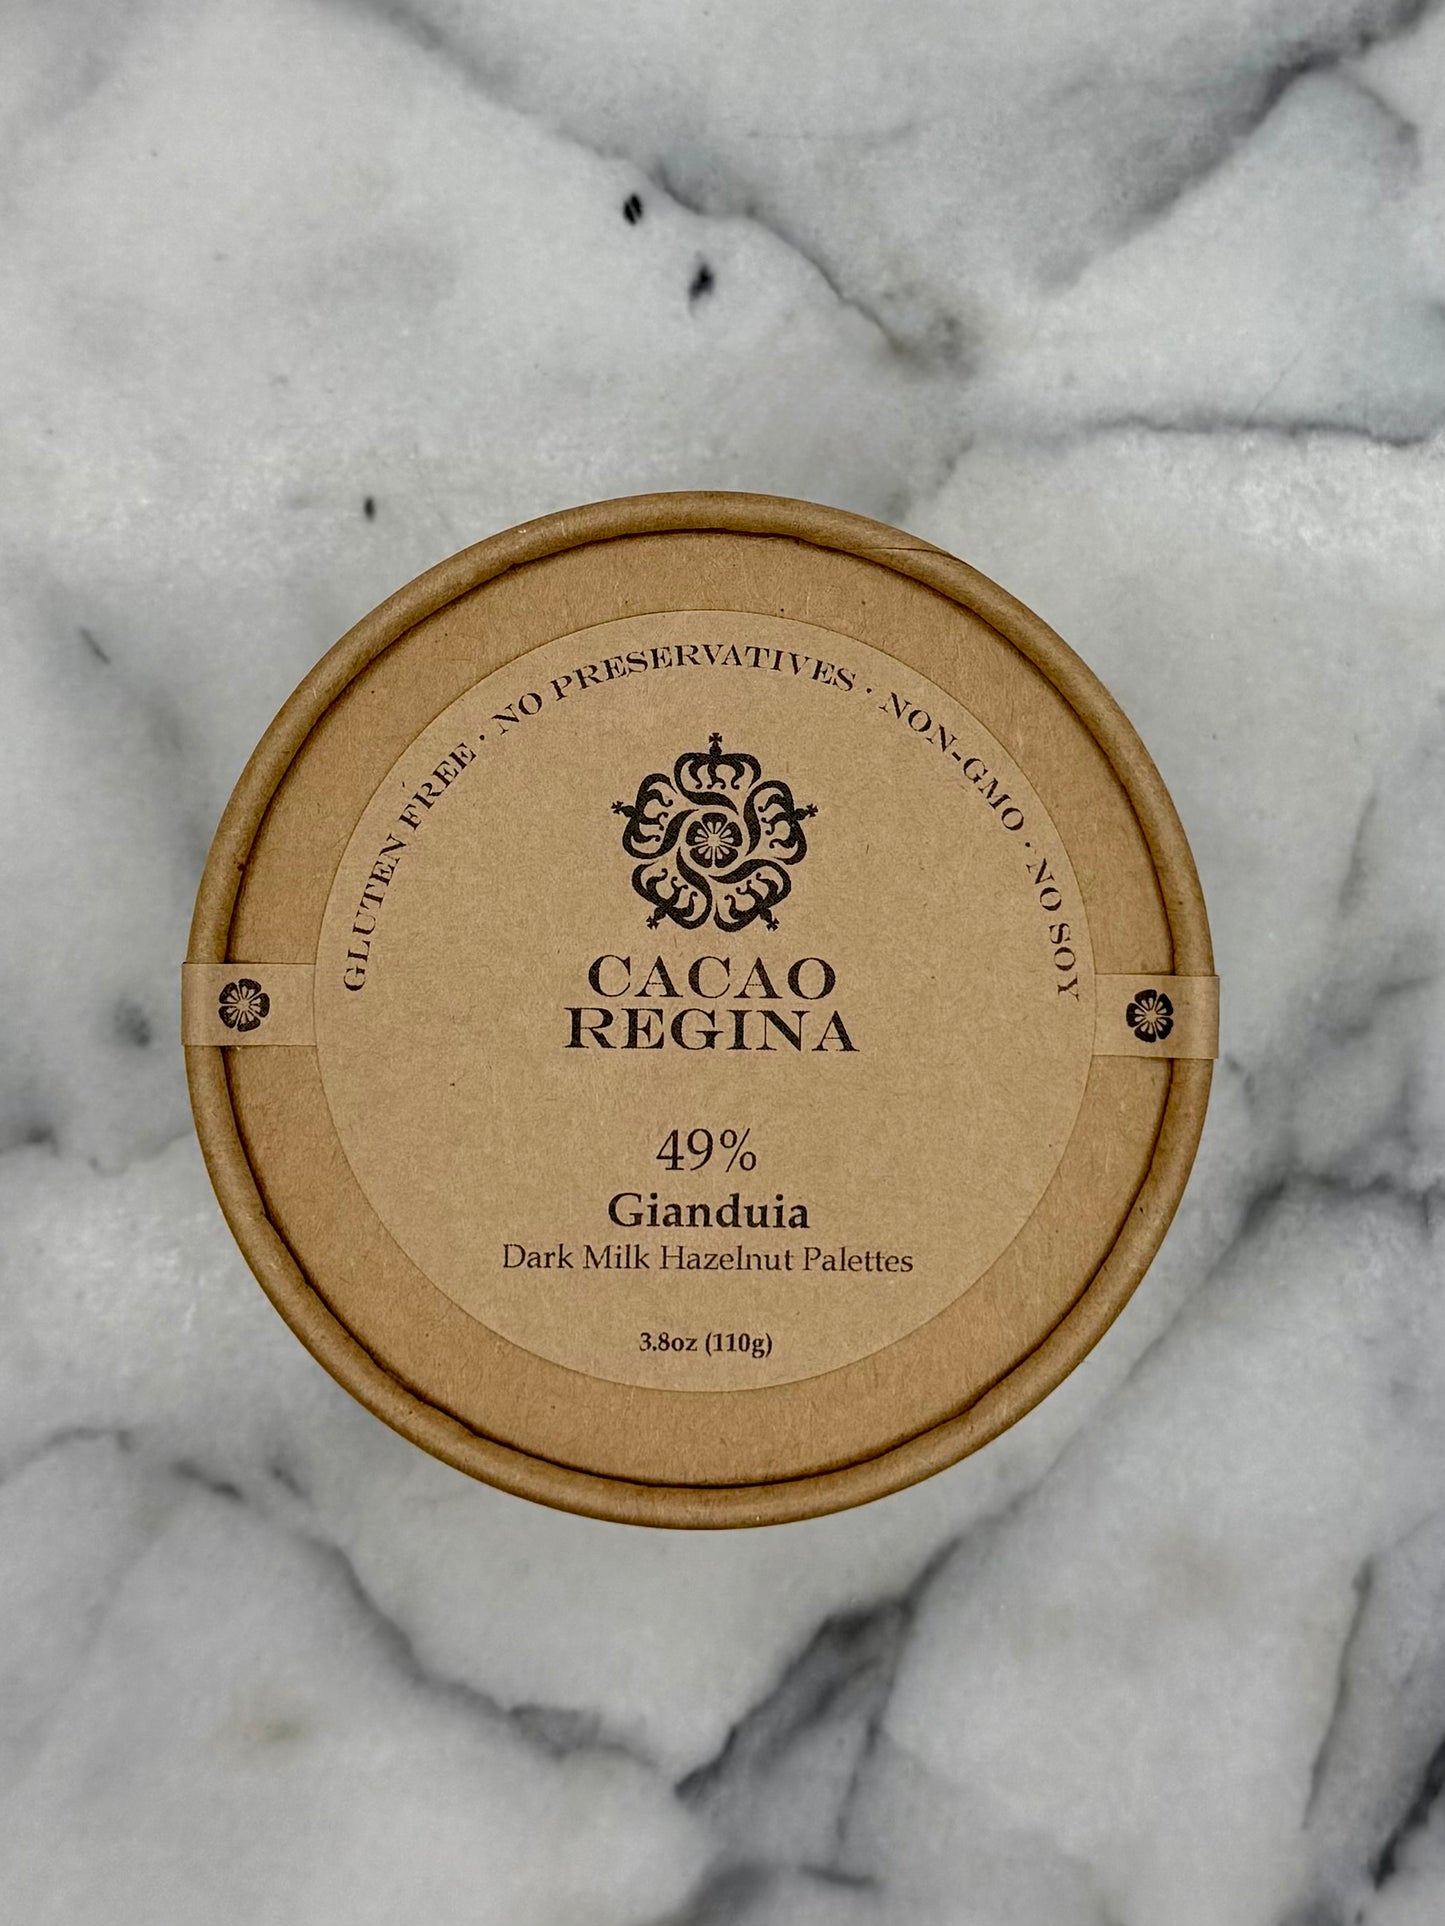 GLUTEN FREE · NO PRESERVATIVES · NON-GMO · NO SOY
CACAO
REGINA
49%
Gianduia
Dark Milk Hazelnut Palettes
3.8oz (110g)